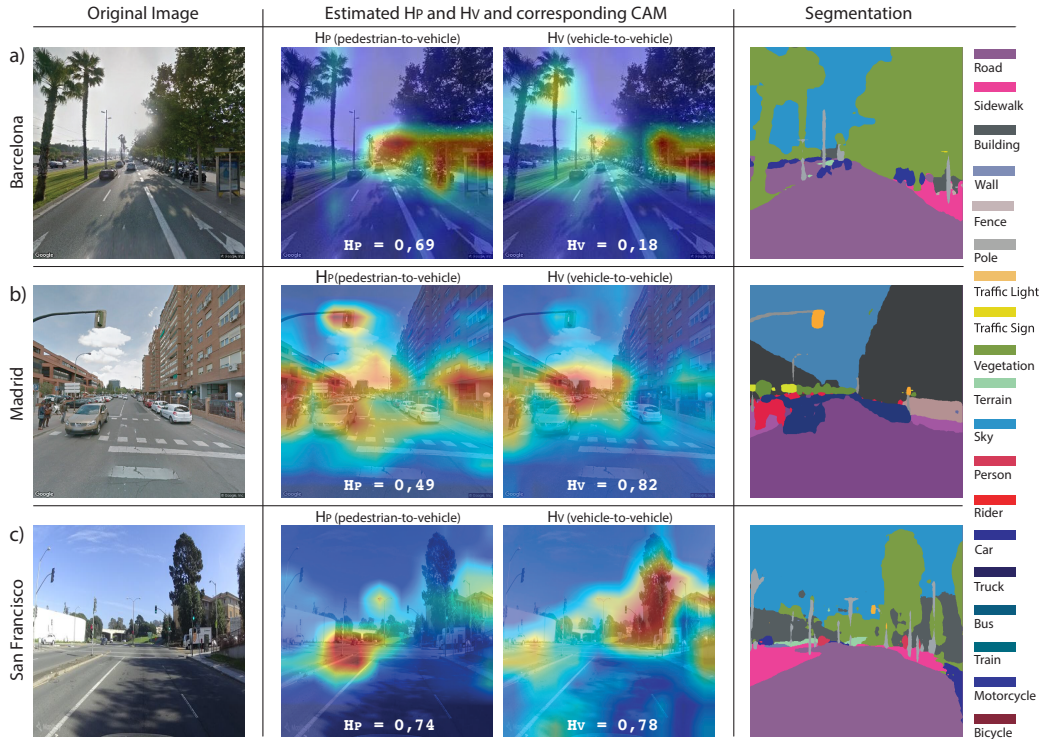 Original Image
Estimated HP and HV and corresponding CAM
Segmentation
HP (pedestrian-to-vehicle)
HV (vehicle-to-vehicle)
a)
Barcelona
Google
HP = 0,69
HV = 0,18
HP (pedestrian-to-vehicle)
HV (vehicle-to-vehicle)
b)
Madrid
Google
HP = 0,49
HV = 0,82
HP (pedestrian-to-vehicle)
HV (vehicle-to-vehicle)
c)
San Francisco
HP = 0,74
HV = 0,78
Road
Sidewalk
Building
Wall
Fence
Pole
Traffic Light
Traffic Sign
Vegetation
Terrain
Sky
Person
Rider
Car
Truck
Bus
Train
Motorcycle
Bicycle